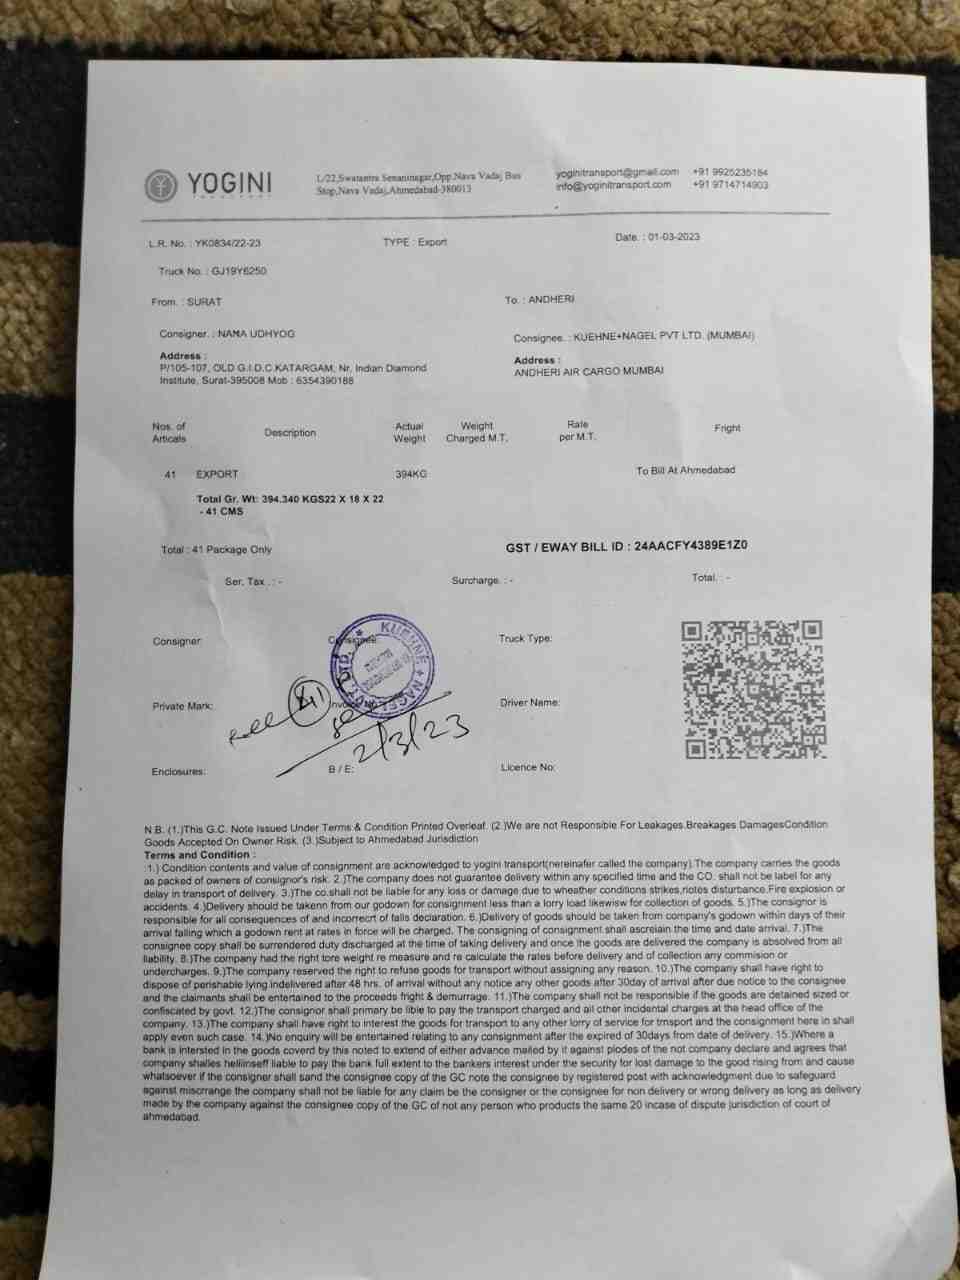 YOGINI
TRANSPORT
L/22,Swatantra Senaninagar,Opp.Nava Vadaj Bus
Stop,Nava Vadaj,Ahmedabad-380013
yoginitransport@gmail.com +91 9925235184
info@yoginitransport.com +91 9714714903
L.R. No. : YK0834/22-23 TYPE : Export Date. : 01-03-2023
Truck No. : GJ19Y6250
From. : SURAT To. : ANDHERI
Consigner. : NAMA UDHYOG Consignee. : KUEHNE+NAGEL PVT LTD. (MUMBAI)
Address : Address :
P/105-107, OLD G.I.D.C.KATARGAM, Nr. Indian Diamond ANDHERI AIR CARGO MUMBAI
Institute, Surat-395008 Mob : 6354390188
Nos. of Articals Description Actual Weight Weight Charged M.T. Rate per M.T. Fright
41 EXPORT 394KG To Bill At Ahmedabad
Total Gr. Wt: 394.340 KGS22 X 18 X 22
- 41 CMS
Total : 41 Package Only GST / EWAY BILL ID : 24AACFY4389E1Z0
Ser. Tax . : - Surcharge. : - Total. : -
Consigner: Consignee: Truck Type:
KUEHNE + NAGEL PVT. LTD.
Private Mark: Invoice No: Driver Name:
41
2/3/23
Enclosures: B / E: Licence No:
N.B. (1.)This G.C. Note Issued Under Terms & Condition Printed Overleaf. (2.)We are not Responsible For Leakages.Breakages DamagesCondition
Goods Accepted On Owner Risk. (3.)Subject to Ahmedabad Jurisdiction
Terms and Condition :
:1.) Condition contents and value of consignment are acknowledged to yogini transport(nereinafer called the company).The company carries the goods
as packed of owners of consignor's risk. 2.)The company does not guarantee delivery within any specified time and the CO. shall not be label for any
delay in transport of delivery. 3.)The co.shall not be liable for any loss or damage due to wheather conditions strikes,riotes disturbance.Fire explosion or
accidents. 4.)Delivery should be takenn from our godown for consignment less than a lorry load likewisw for collection of goods. 5.)The consignor is
responsible for all consequences of and incorrecrt of falls declaration. 6.)Delivery of goods should be taken from company's godown within days of their
arrival falling which a godown rent at rates in force will be charged. The consigning of consignment shall ascreiain the time and date arrival. 7.)The
consignee copy shall be surrendered duty discharged at the time of taking delivery and once lhe goods are delivered the company is absolved from all
liability. 8.)The company had the right tore weight re measure and re calculate the rates before delivery and of collection any commision or
undercharges. 9.)The company reserved the right to refuse goods for transport without assigning any reason. 10.)The company shall have right to
dispose of perishable lying indelivered after 48 hrs. of arrival without any notice any other goods after 30day of arrival after due notice to the consignee
and the claimants shall be entertained to the proceeds fright & demurrage. 11.)The company shall not be responsible if the goods are detained sized or
confiscated by govt. 12.)The consignor shall primary be lible to pay the transport charged and all other incidental charges at the head office of the
company. 13.)The company shall have right to interest the goods for transport to any other lorry of service for trnsport and the consignment here in shall
apply even such case. 14.)No enquiry will be entertained relating to any consignment after the expired of 30days from date of delivery. 15.)Where a
bank is intersted in the goods coverd by this noted to extend of either advance mailed by it against plodes of the not company declare and agrees that
company shalles helliinseff liable to pay the bank full extent to the bankers interest under the security for lost damage to the good rising from and cause
whatsoever if the consigner shall sand the consignee copy of the GC note the consignee by registered post with acknowledgment due to safeguard
against miscrrange the company shall not be liable for any claim be the consigner or the consignee for non delivery or wrong delivery as long as delivery
made by the company against the consignee copy of the GC of not any person who products the same 20 incase of dispute jurisdiction of court of
ahmedabad.